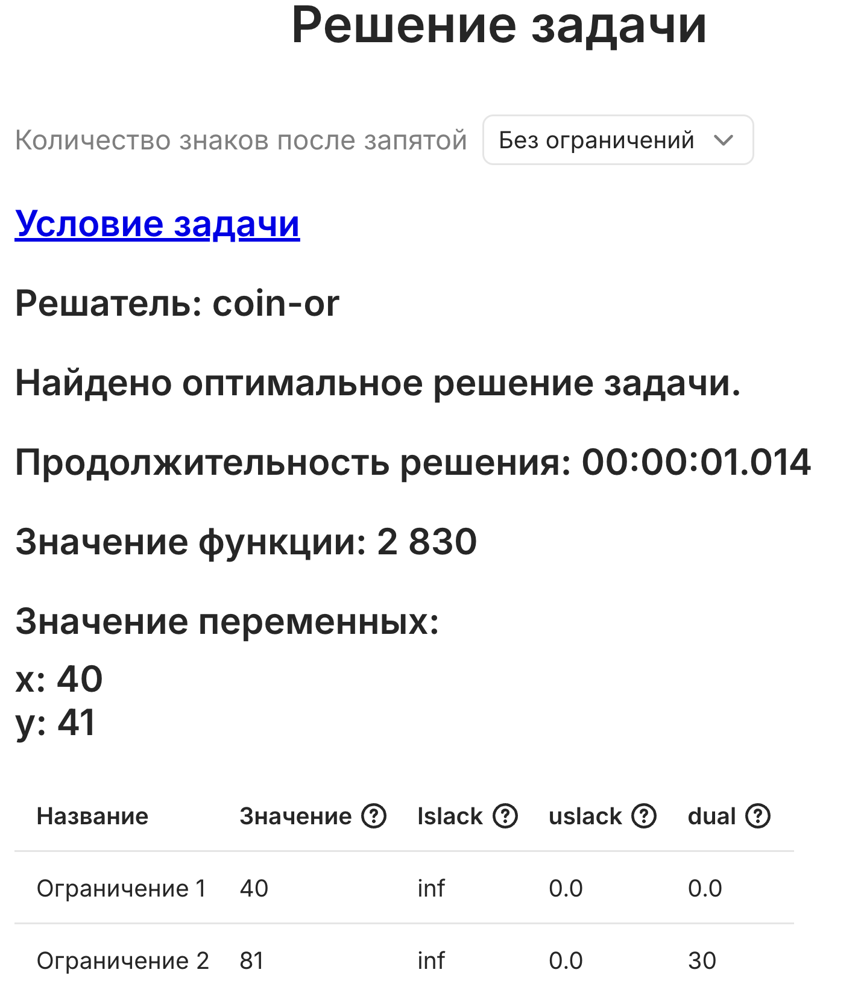 Решение задачи
Количество знаков после запятой Без ограничений
Условие задачи
Решатель: coin-or
Найдено оптимальное решение задачи.
Продолжительность решения: 00:00:01.014
Значение функции: 2 830
Значение переменных:
x: 40
y: 41
Название Значение ? lslack ? uslack ? dual ?
Ограничение 1 40 inf 0.0 0.0
Ограничение 2 81 inf 0.0 30